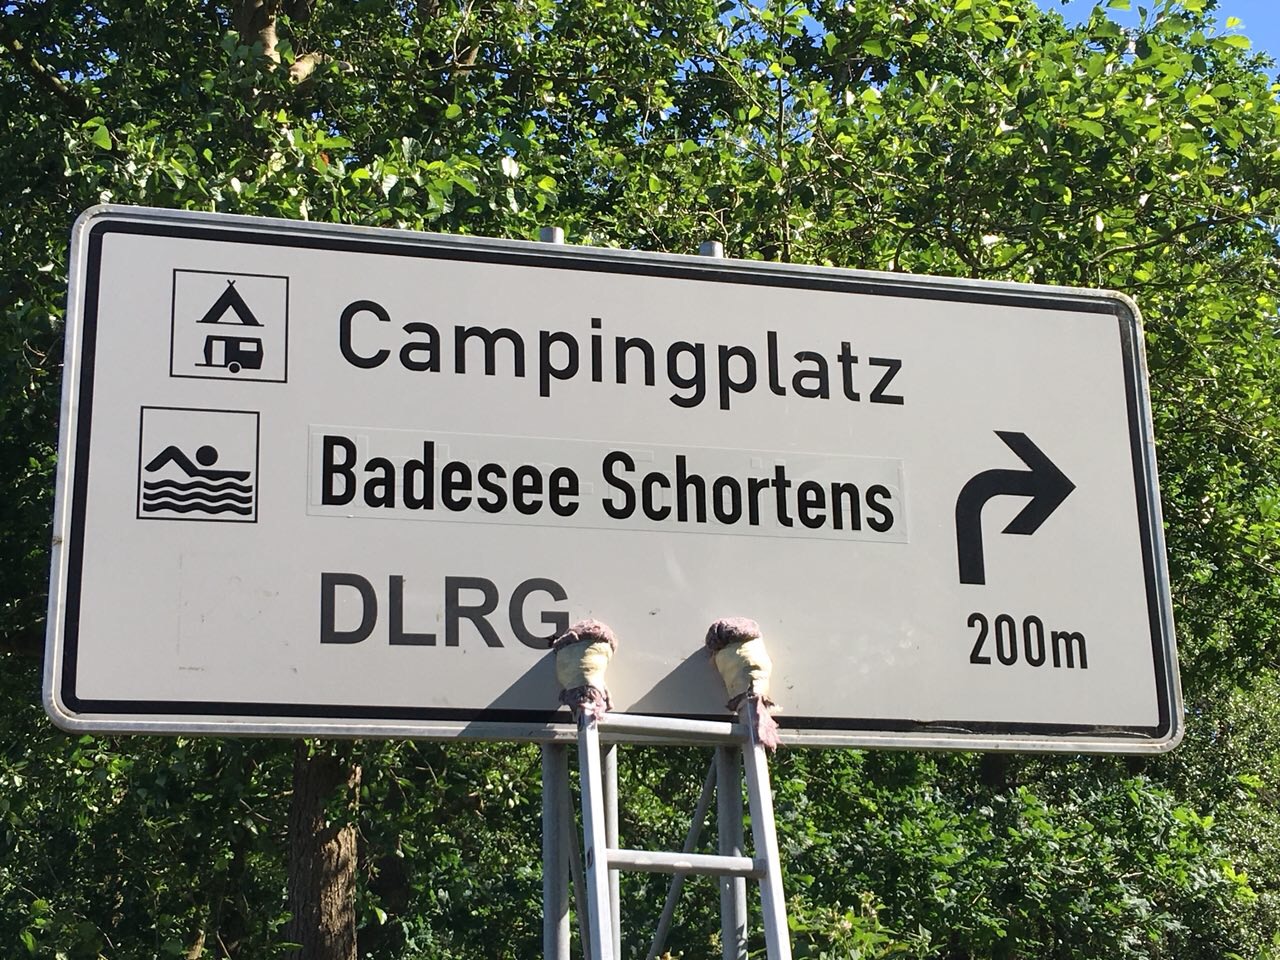 Campingplatz
Badesee Schortens
DLRG
200m